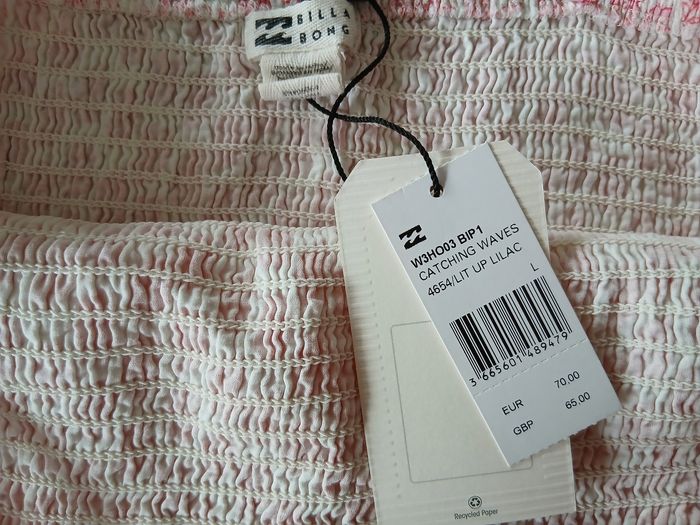 BILLA
BONG
W3HO03 BIP1
CATCHING WAVES
4654/LIT UP LILAC
L
3 665601 489479
EUR 70.00
GBP 65.00
Recycled Paper